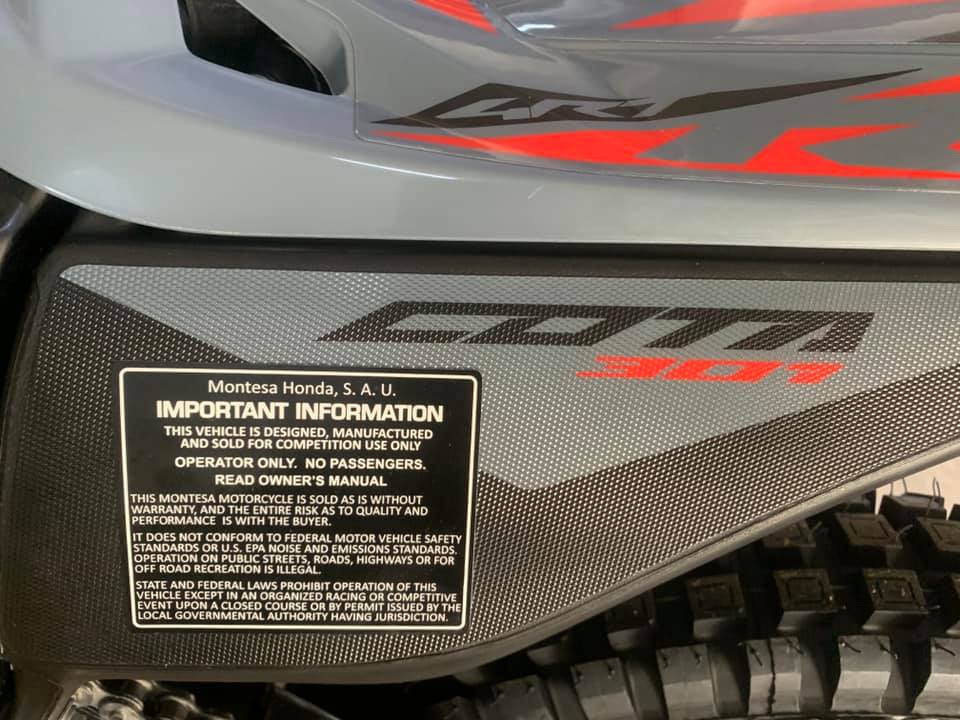 4RT
COTA
301
Montesa Honda, S. A. U.
IMPORTANT INFORMATION
THIS VEHICLE IS DESIGNED, MANUFACTURED
AND SOLD FOR COMPETITION USE ONLY
OPERATOR ONLY. NO PASSENGERS.
READ OWNER'S MANUAL
THIS MONTESA MOTORCYCLE IS SOLD AS IS WITHOUT
WARRANTY, AND THE ENTIRE RISK AS TO QUALITY AND
PERFORMANCE IS WITH THE BUYER.
IT DOES NOT CONFORM TO FEDERAL MOTOR VEHICLE SAFETY
STANDARDS OR U.S. EPA NOISE AND EMISSIONS STANDARDS.
OPERATION ON PUBLIC STREETS, ROADS, HIGHWAYS OR FOR
OFF ROAD RECREATION IS ILLEGAL.
STATE AND FEDERAL LAWS PROHIBIT OPERATION OF THIS
VEHICLE EXCEPT IN AN ORGANIZED RACING OR COMPETITIVE
EVENT UPON A CLOSED COURSE OR BY PERMIT ISSUED BY THE
LOCAL GOVERNMENTAL AUTHORITY HAVING JURISDICTION.